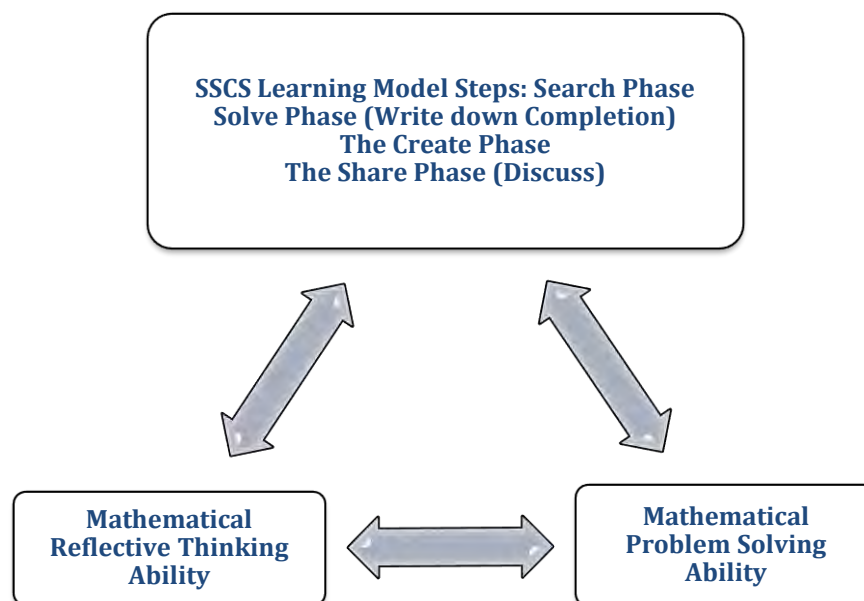 SSCS Learning Model Steps: Search Phase
Solve Phase (Write down Completion)
The Create Phase
The Share Phase (Discuss)
Mathematical
Reflective Thinking
Ability
Mathematical
Problem Solving
Ability